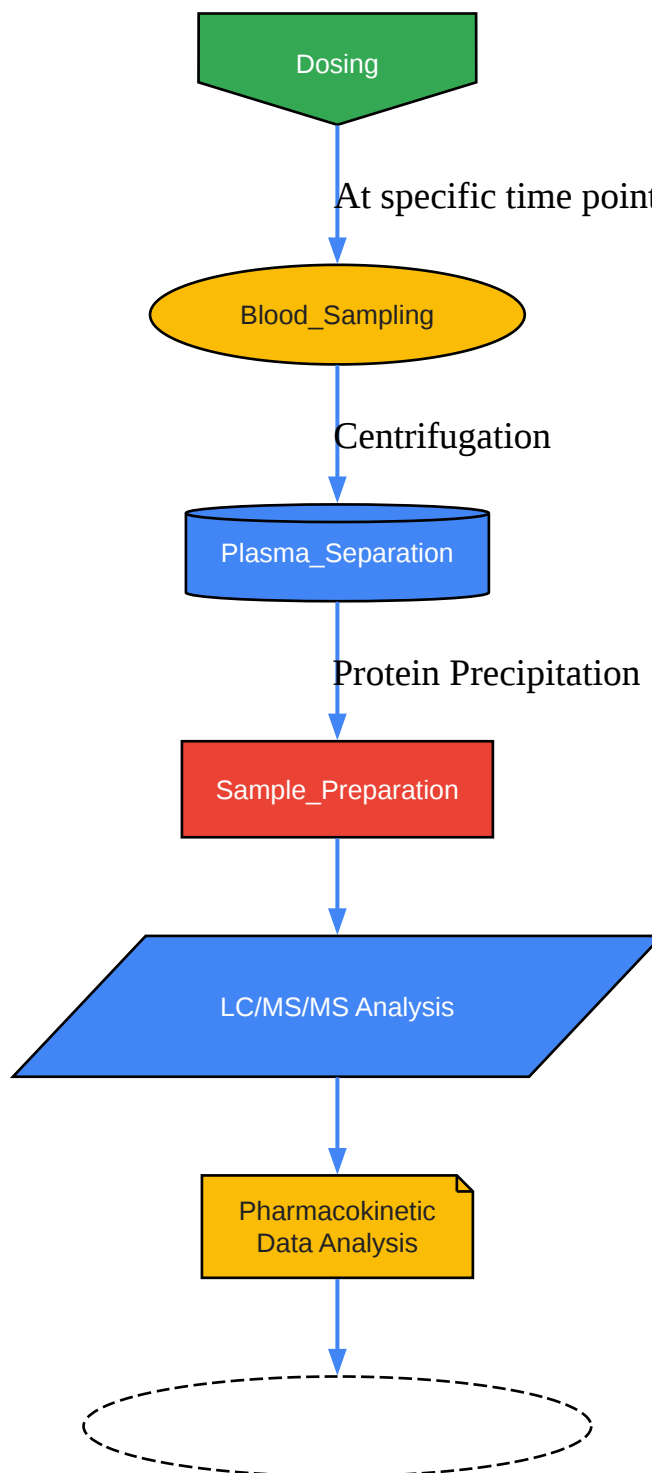 Dosing
At specific time point
Blood_Sampling
Centrifugation
Plasma_Separation
Protein Precipitation
Sample_Preparation
LC/MS/MS Analysis
Pharmacokinetic
Data Analysis